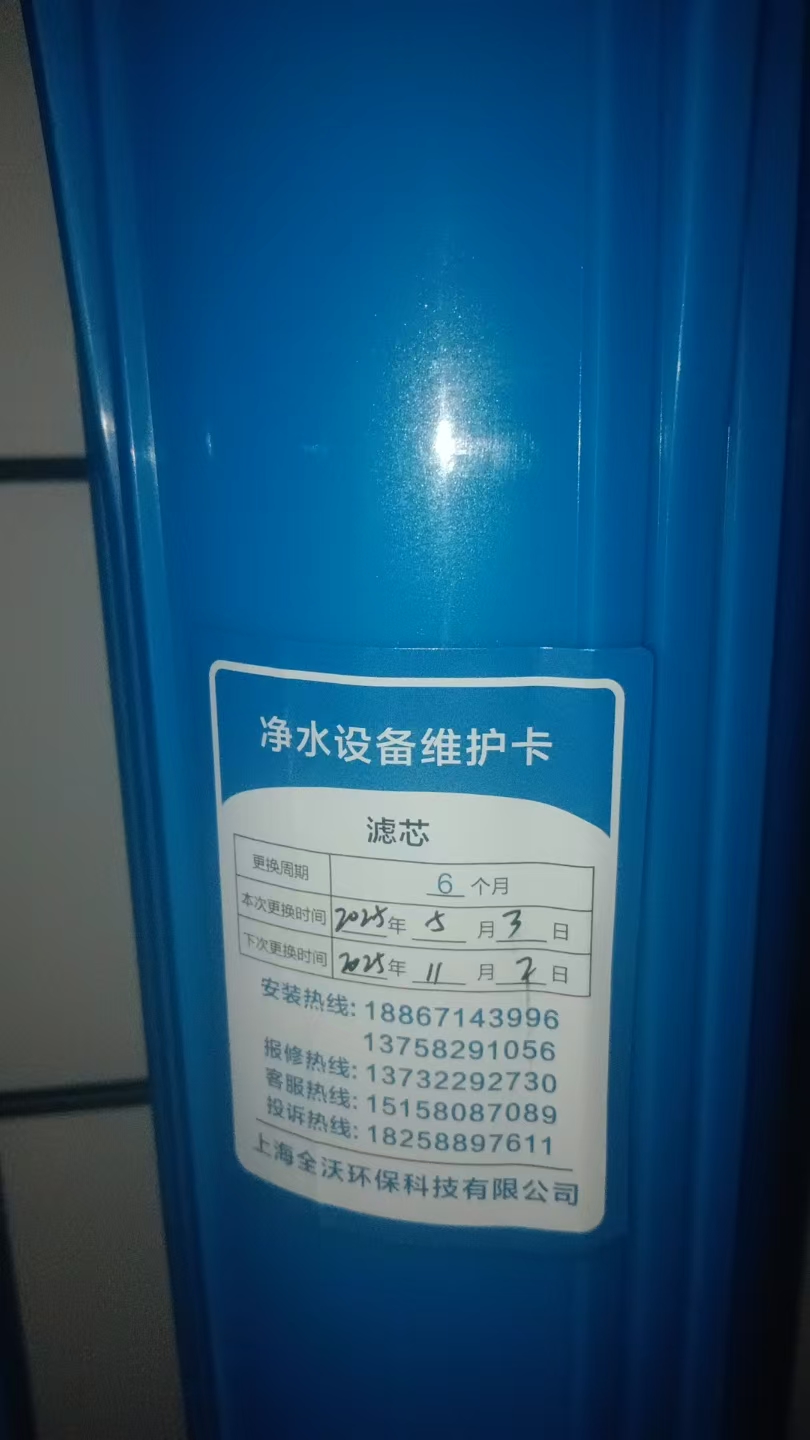 净水设备维护卡
滤芯
更换周期 6 个月
本次更换时间 2025年 5 月 3 日
下次更换时间 2025年 11 月 2 日
安装热线: 18867143996
13758291056
报修热线: 13732292730
客服热线: 15158087089
投诉热线: 18258897611
上海全沃环保科技有限公司